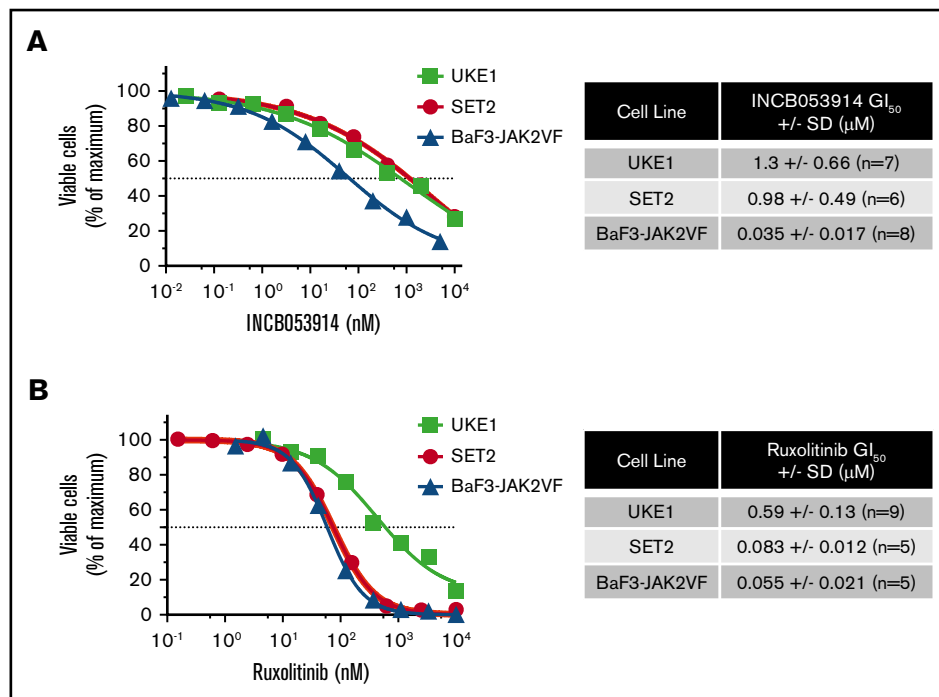 A
UKE1
SET2
BaF3-JAK2VF
Viable cells
(% of maximum)
100
80
60
40
20
0
10-2 10-1 100 101 102 103 104
INCB053914 (nM)
Cell Line INCB053914 GI50 +/- SD (μM)
UKE1 1.3 +/- 0.66 (n=7)
SET2 0.98 +/- 0.49 (n=6)
BaF3-JAK2VF 0.035 +/- 0.017 (n=8)
B
UKE1
SET2
BaF3-JAK2VF
Viable cells
(% of maximum)
100
80
60
40
20
0
10-1 100 101 102 103 104
Ruxolitinib (nM)
Cell Line Ruxolitinib GI50 +/- SD (μM)
UKE1 0.59 +/- 0.13 (n=9)
SET2 0.083 +/- 0.012 (n=5)
BaF3-JAK2VF 0.055 +/- 0.021 (n=5)